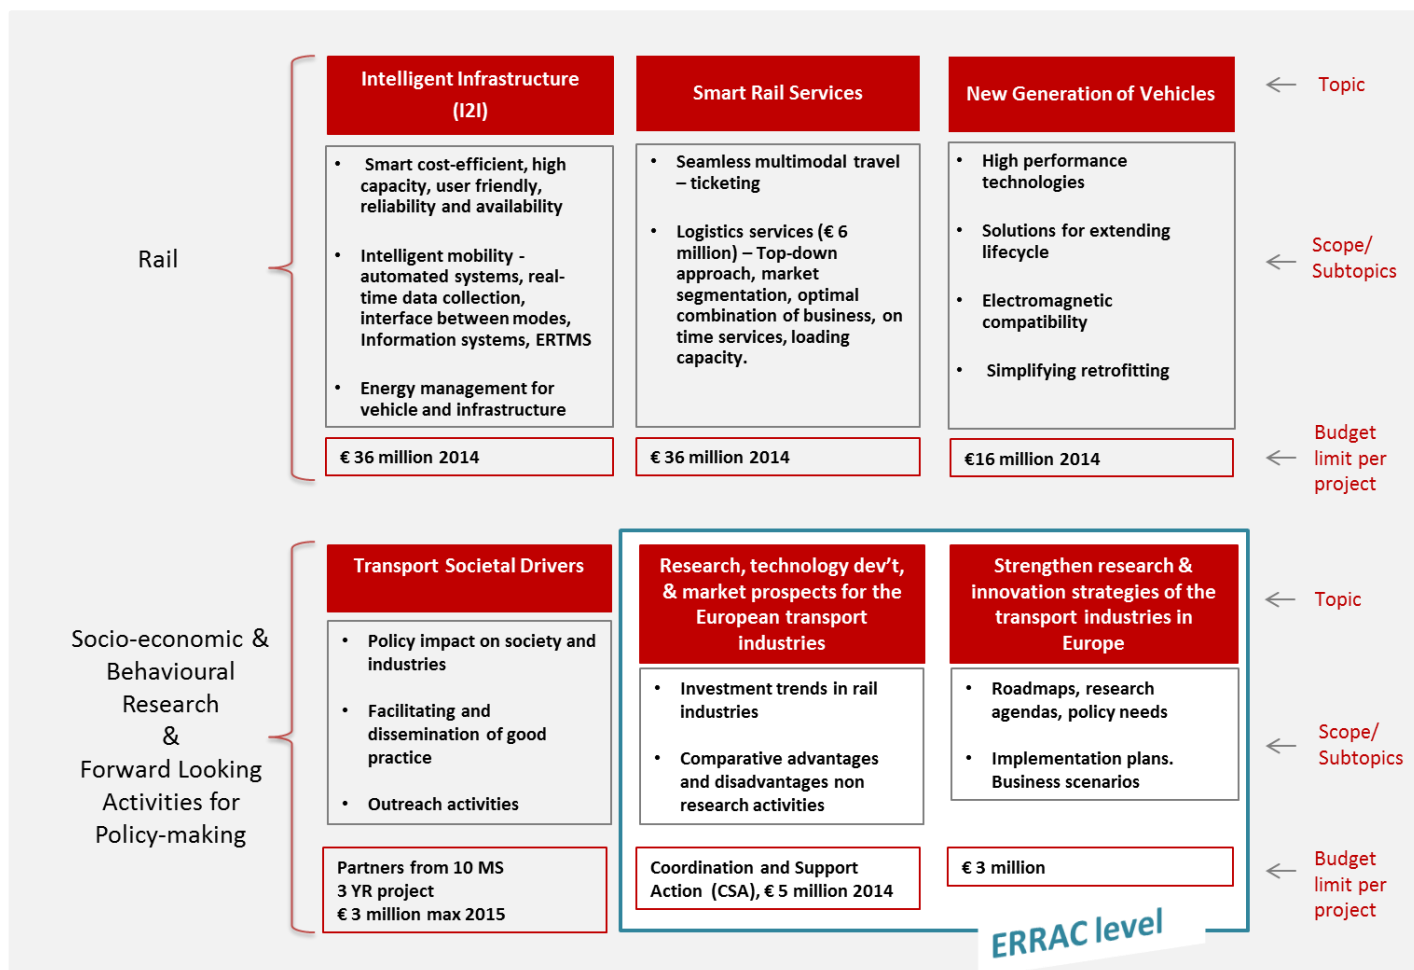 Intelligent Infrastructure
(I2I)
Smart Rail Services
New Generation of Vehicles
Topic
Rail
• Smart cost-efficient, high
capacity, user friendly,
reliability and availability
• Intelligent mobility -
automated systems, real-
time data collection,
interface between modes,
Information systems, ERTMS
• Energy management for
vehicle and infrastructure
• Seamless multimodal travel
– ticketing
• Logistics services (€ 6
million) – Top-down
approach, market
segmentation, optimal
combination of business, on
time services, loading
capacity.
• High performance
technologies
• Solutions for extending
lifecycle
• Electromagnetic
compatibility
• Simplifying retrofitting
Scope/
Subtopics
€ 36 million 2014
€ 36 million 2014
€16 million 2014
Budget
limit per
project
Socio-economic &
Behavioural
Research
&
Forward Looking
Activities for
Policy-making
Transport Societal Drivers
Research, technology dev’t,
& market prospects for the
European transport
industries
Strengthen research &
innovation strategies of the
transport industries in
Europe
Topic
• Policy impact on society and
industries
• Facilitating and
dissemination of good
practice
• Outreach activities
• Investment trends in rail
industries
• Comparative advantages
and disadvantages non
research activities
• Roadmaps, research
agendas, policy needs
• Implementation plans.
Business scenarios
Scope/
Subtopics
Partners from 10 MS
3 YR project
€ 3 million max 2015
Coordination and Support
Action (CSA), € 5 million 2014
€ 3 million
Budget
limit per
project
ERRAC level